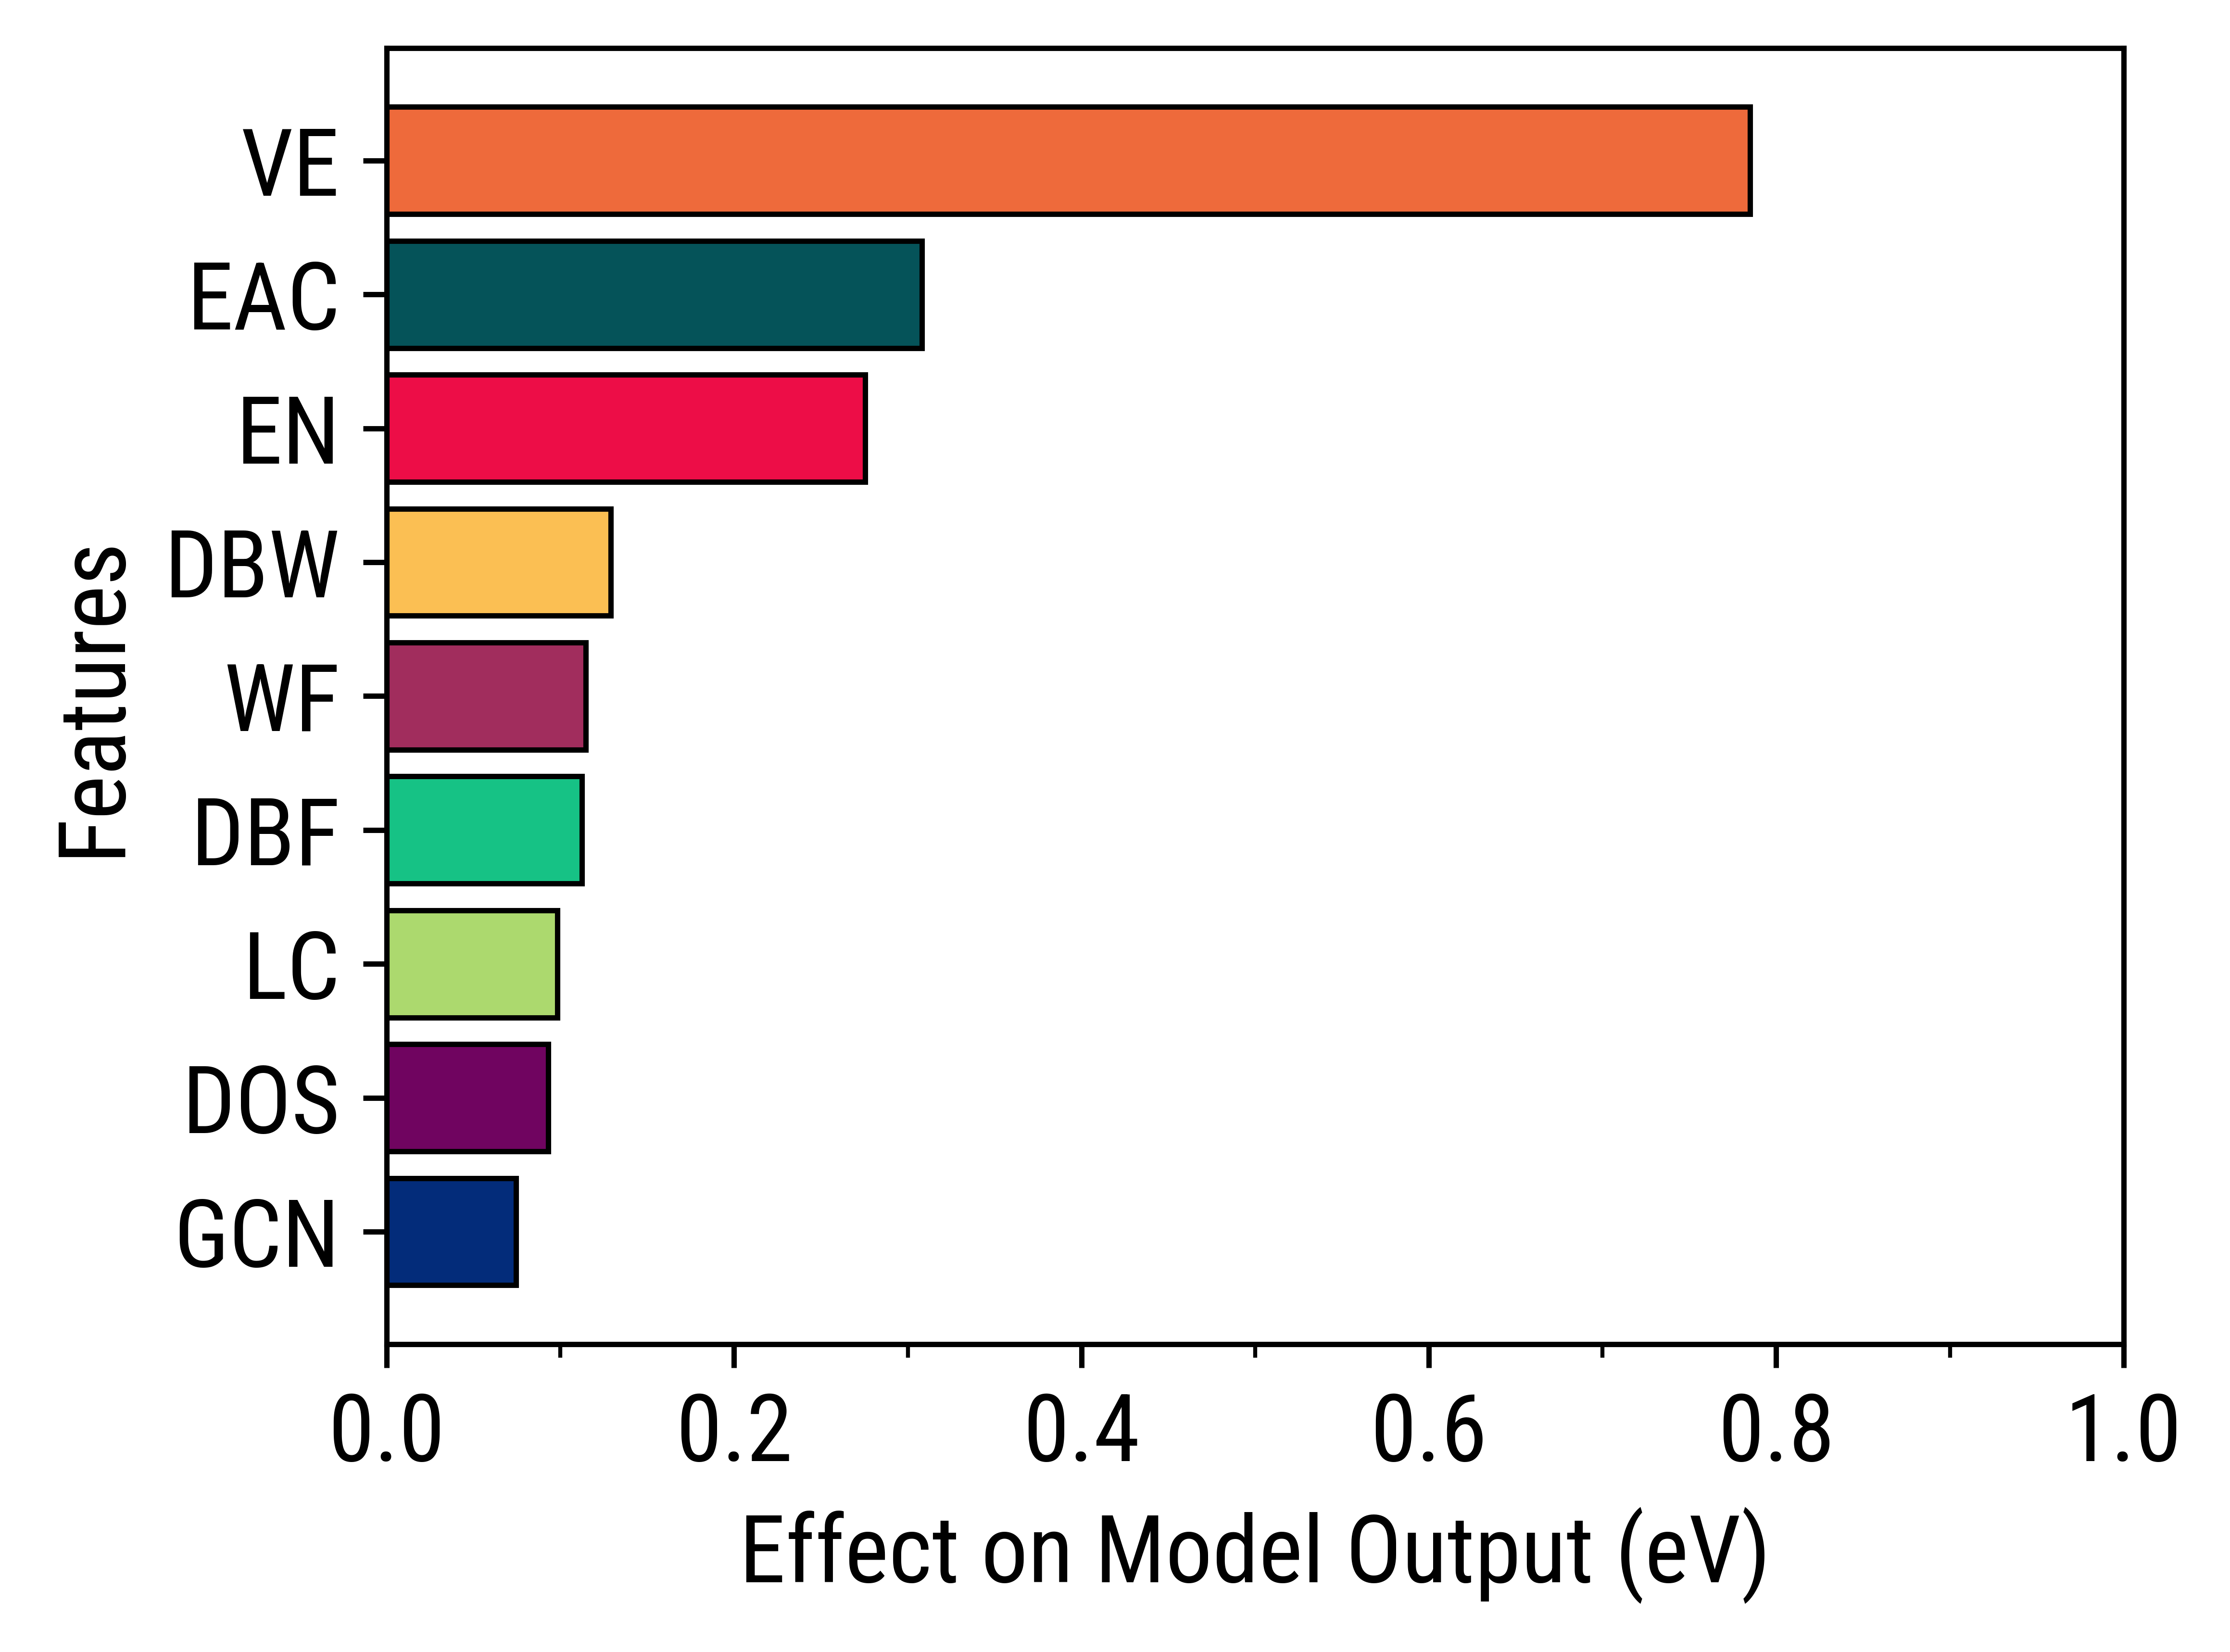 VE
EAC
EN
DBW
WF
DBF
LC
DOS
GCN
Features
0.0 0.2 0.4 0.6 0.8 1.0
Effect on Model Output (eV)